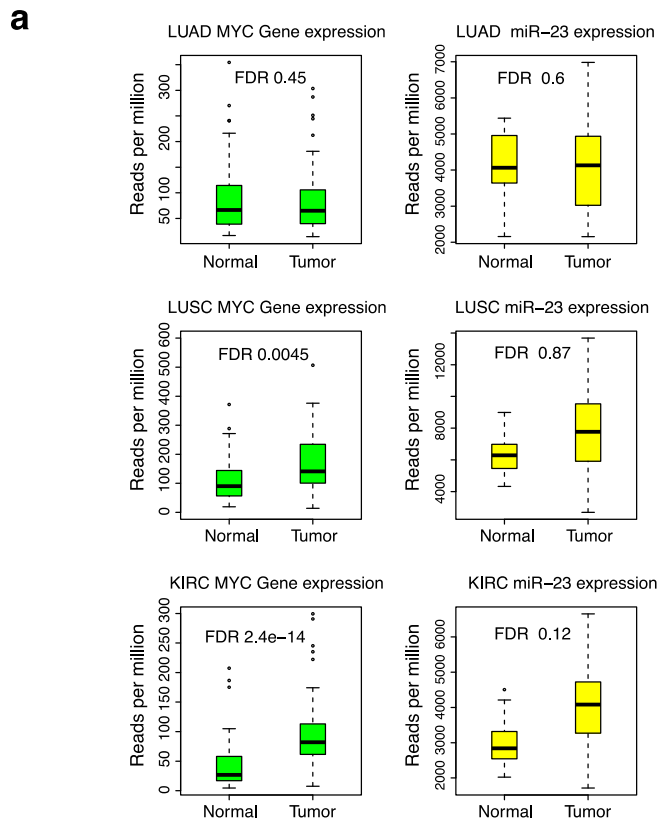 a
LUAD MYC Gene expression
FDR 0.45
Reads per million
50 100 200 300
Normal Tumor
LUAD miR−23 expression
FDR 0.6
Reads per million
2000 3000 4000 5000 6000 7000
Normal Tumor
LUSC MYC Gene expression
FDR 0.0045
Reads per million
0 100 200 300 400 500 600
Normal Tumor
LUSC miR−23 expression
FDR 0.87
Reads per million
4000 8000 12000
Normal Tumor
KIRC MYC Gene expression
FDR 2.4e−14
Reads per million
0 50 100 150 200 250 300
Normal Tumor
KIRC miR−23 expression
FDR 0.12
Reads per million
2000 3000 4000 5000 6000
Normal Tumor